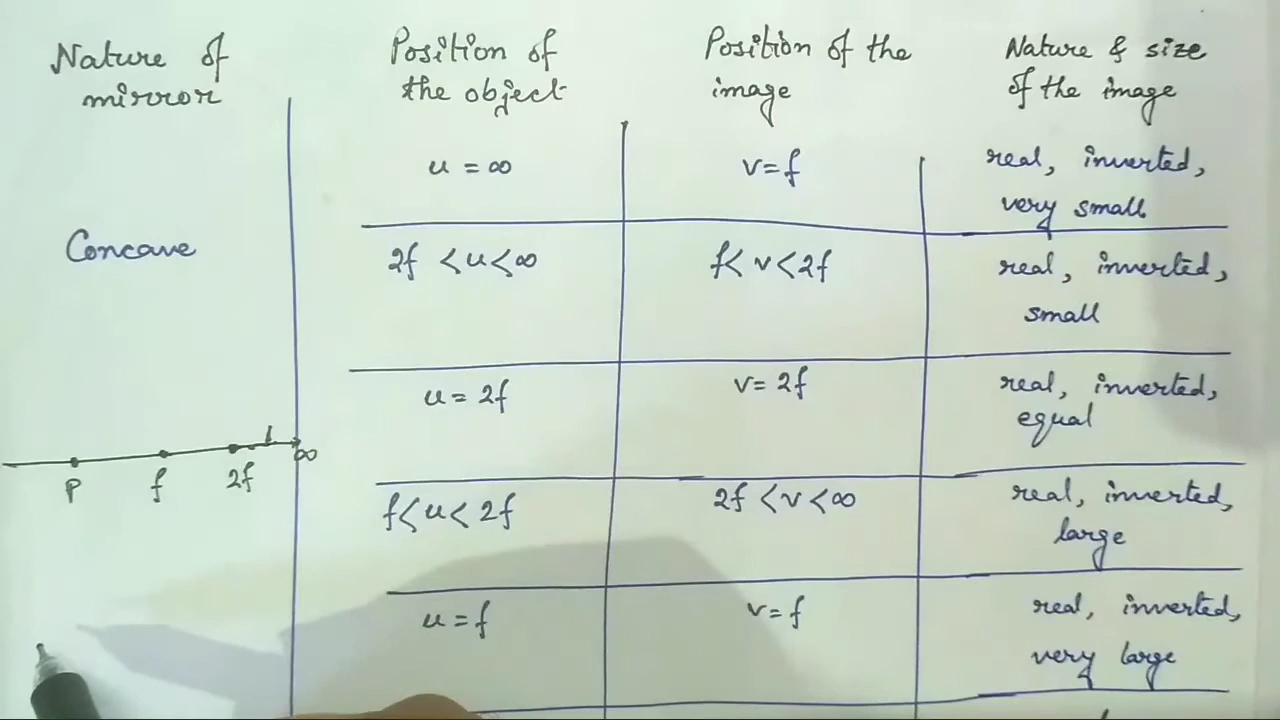 Nature of
mirror
Position of
the object
Position of the
image
Nature & size
of the image
Concave
u = ∞
v = f
real, inverted,
very small
2f < u < ∞
f < v < 2f
real, inverted,
small
u = 2f
v = 2f
real, inverted,
equal
f < u < 2f
2f < v < ∞
real, inverted,
large
u = f
v = f
real, inverted,
very large
P f 2f ∞